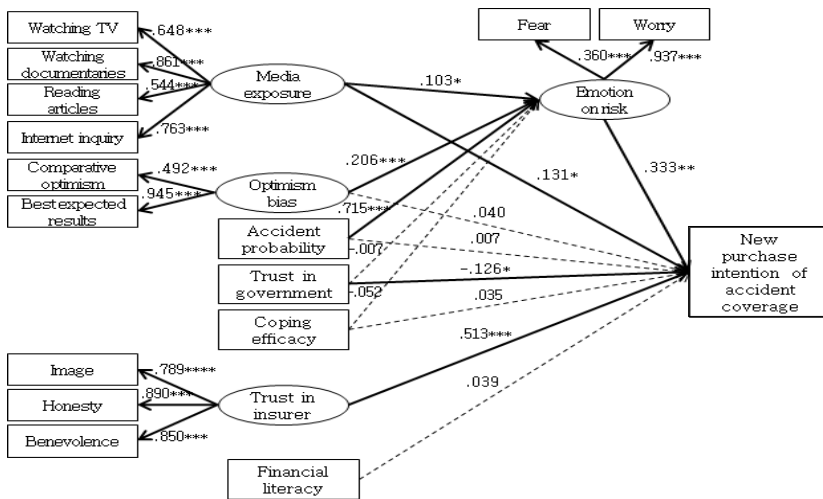 Watching TV
Watching
documentaries
Reading
articles
Internet inquiry
Comparative
optimism
Best expected
results
.648***
.861***
.544***
.763***
.492***
.945***
Media
exposure
Optimism
bias
Accident
probability
Trust in
government
Coping
efficacy
Fear
Worry
.360***
.937***
Emotion
on risk
.103*
.206***
.715***
-.007
-.052
.131*
.333**
.040
.007
-.126*
.035
.513***
.039
New
purchase
intention of
accident
coverage
Image
Honesty
Benevolence
.789****
.890***
.850***
Trust in
insurer
Financial
literacy